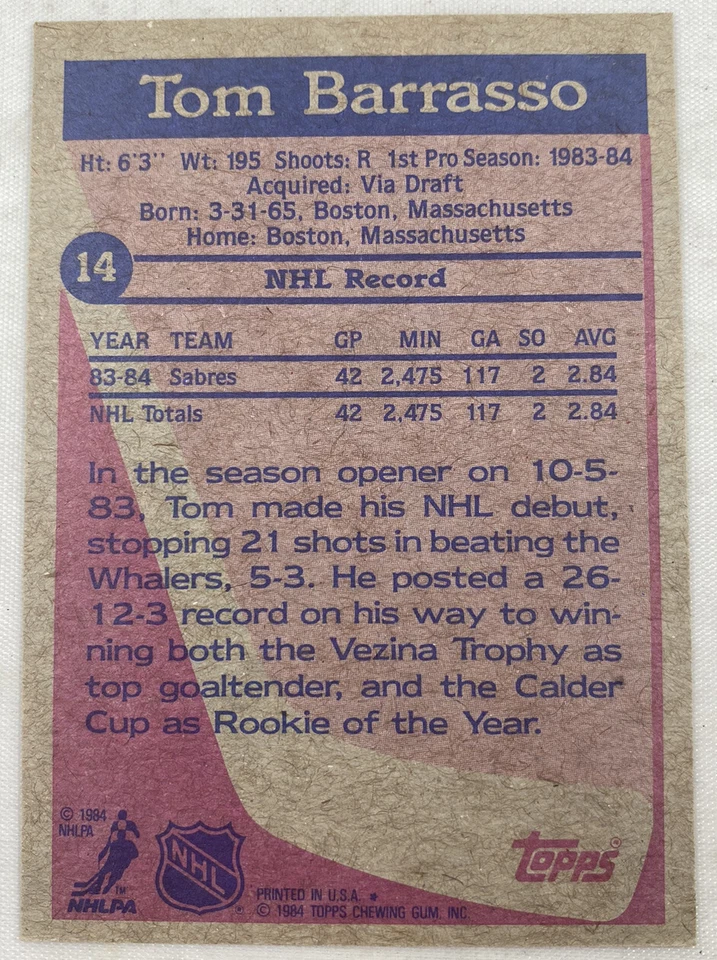 Tom Barrasso
Ht: 6'3'' Wt: 195 Shoots: R 1st Pro Season: 1983-84
Acquired: Via Draft
Born: 3-31-65, Boston, Massachusetts
Home: Boston, Massachusetts
14
NHL Record
YEAR TEAM GP MIN GA SO AVG
83-84 Sabres 42 2,475 117 2 2.84
NHL Totals 42 2,475 117 2 2.84
In the season opener on 10-5-
83, Tom made his NHL debut,
stopping 21 shots in beating the
Whalers, 5-3. He posted a 26-
12-3 record on his way to win-
ning both the Vezina Trophy as
top goaltender, and the Calder
Cup as Rookie of the Year.
© 1984
NHLPA
TM
NHLPA
NHL
®
PRINTED IN U.S.A. *
© 1984 TOPPS CHEWING GUM, INC.
topps®